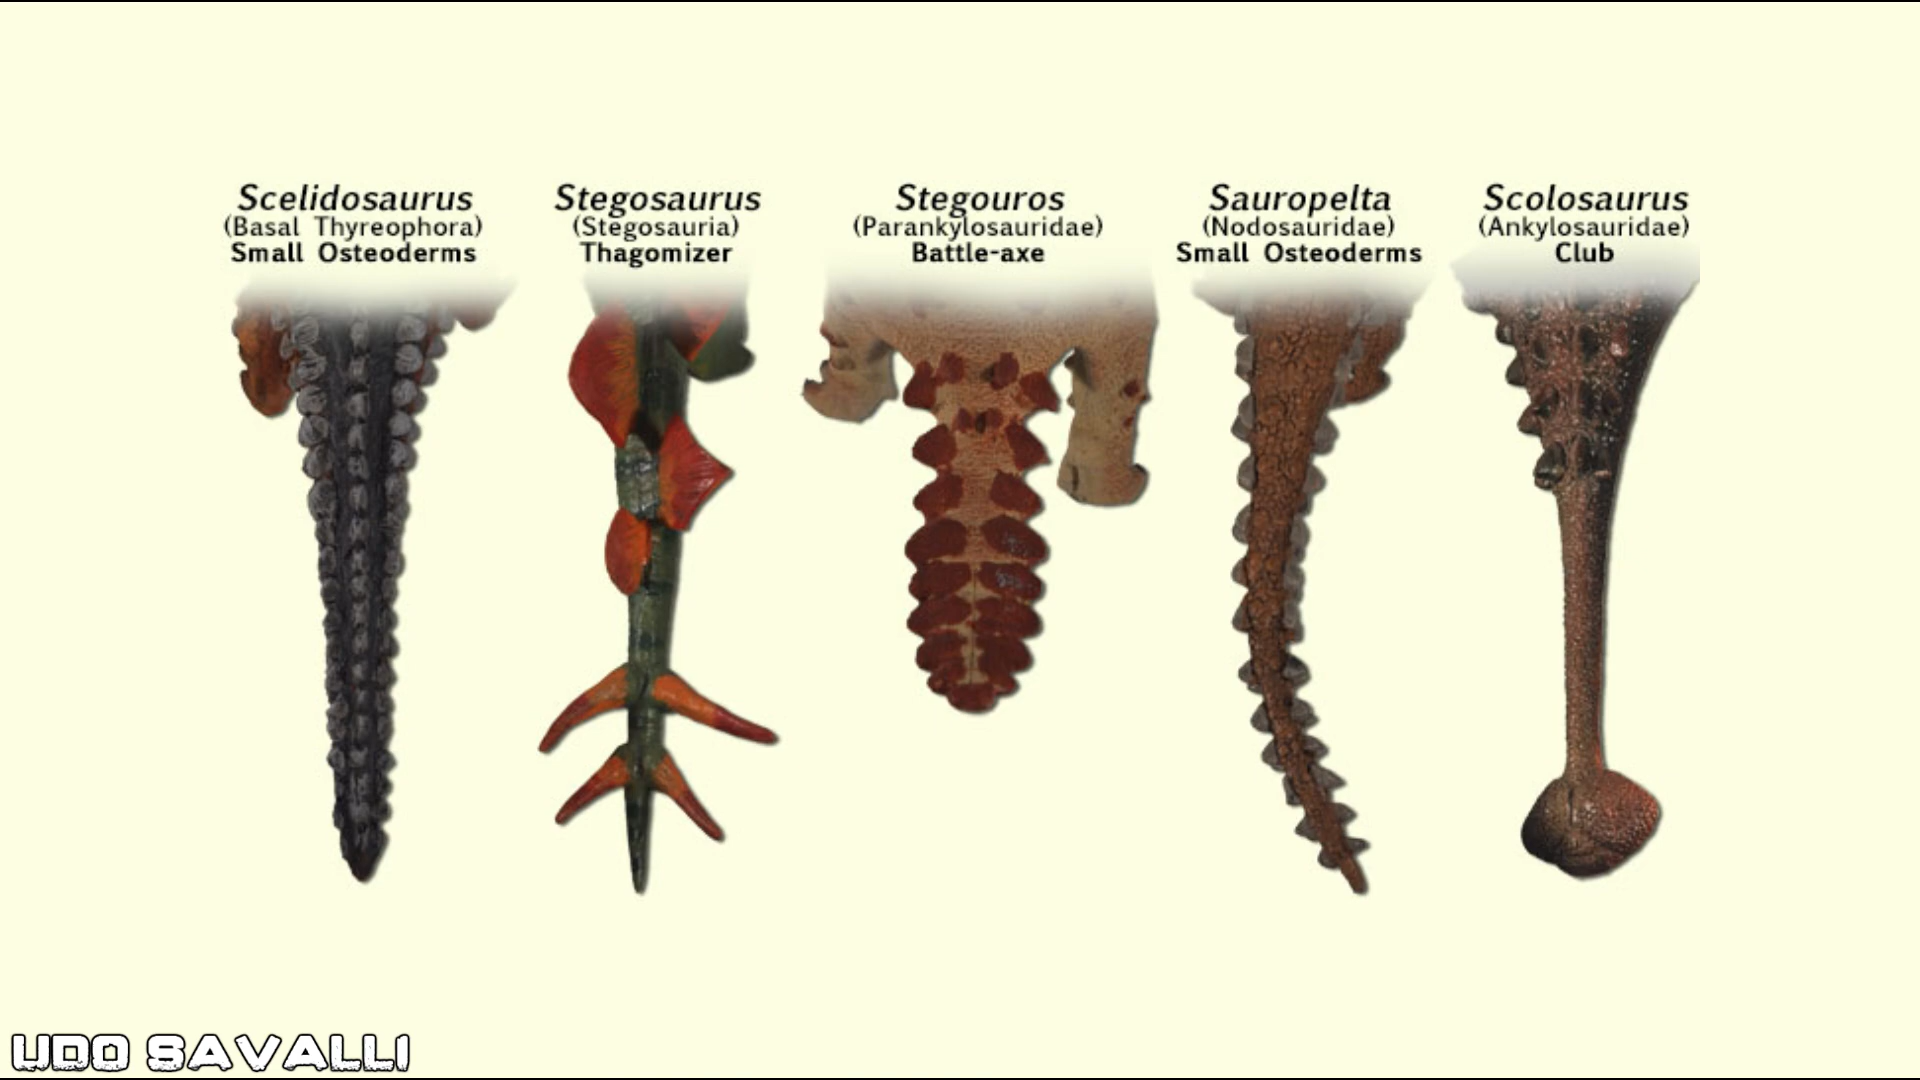 Scelidosaurus
(Basal Thyreophora)
Small Osteoderms
Stegosaurus
(Stegosauria)
Thagomizer
Stegouros
(Parankylosauridae)
Battle-axe
Sauropelta
(Nodosauridae)
Small Osteoderms
Scolosaurus
(Ankylosauridae)
Club
UDO SAVALLI